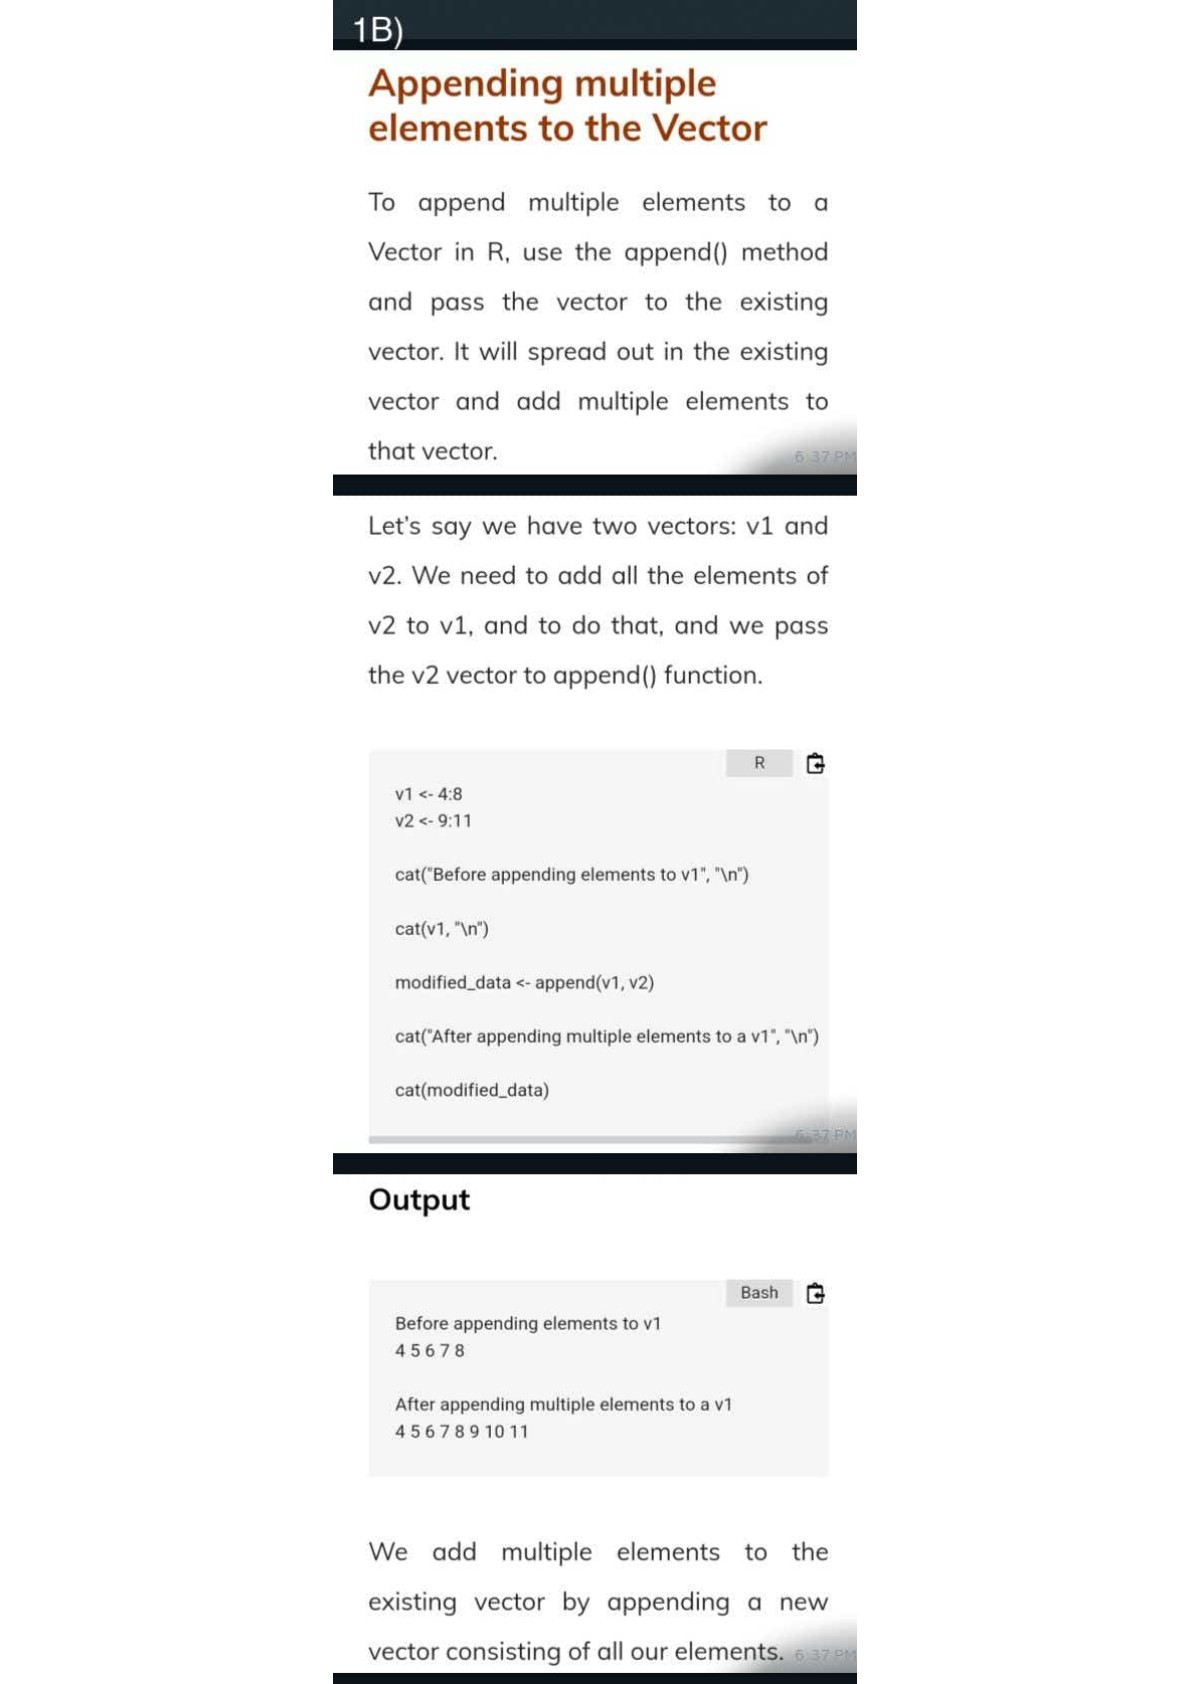 1B)
Appending multiple
elements to the Vector
To append multiple elements to a
Vector in R, use the append() method
and pass the vector to the existing
vector. It will spread out in the existing
vector and add multiple elements to
that vector.
6:37 PM
Let's say we have two vectors: v1 and
v2. We need to add all the elements of
v2 to v1, and to do that, and we pass
the v2 vector to append() function.
R
v1 <- 4:8
v2 <- 9:11
cat("Before appending elements to v1", "\n")
cat(v1, "\n")
modified_data <- append(v1, v2)
cat("After appending multiple elements to a v1", "\n")
cat(modified_data)
6:37 PM
Output
Bash
Before appending elements to v1
4 5 6 7 8
After appending multiple elements to a v1
4 5 6 7 8 9 10 11
We add multiple elements to the
existing vector by appending a new
vector consisting of all our elements.
6:37 PM